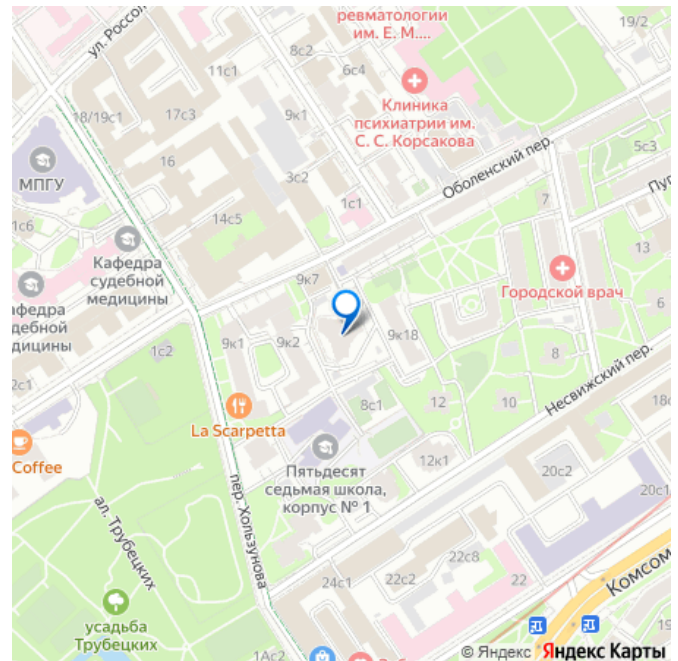 ревматологии
им. Е. М....
19/2
ул. Россол
8с2
11с1
6с4
18/19с1
17с3
9к1
Клиника
психиатрии им.
С. С. Корсакова
5с3
16
Оболенский пер.
МПГУ
3с2
Пуг
7
1с1
1с6
14с5
13
Кафедра
судебной
медицины
9к7
Городской врач
афедра
дебной
дицины
6
1с2
9к1
9к2
9к18
8
2с1
Несвижский пер.
12
10
8с1
18с
La Scarpetta
Coffee
12к1
Пятьдесят
седьмая школа,
корпус № 1
20с2
20с1
пер. Хользунова
ал. Трубецких
22с8
24с1
22с2
22
Комсом
усадьба
Трубецких
19
1Ас2
© Яндекс Яндекс Карты